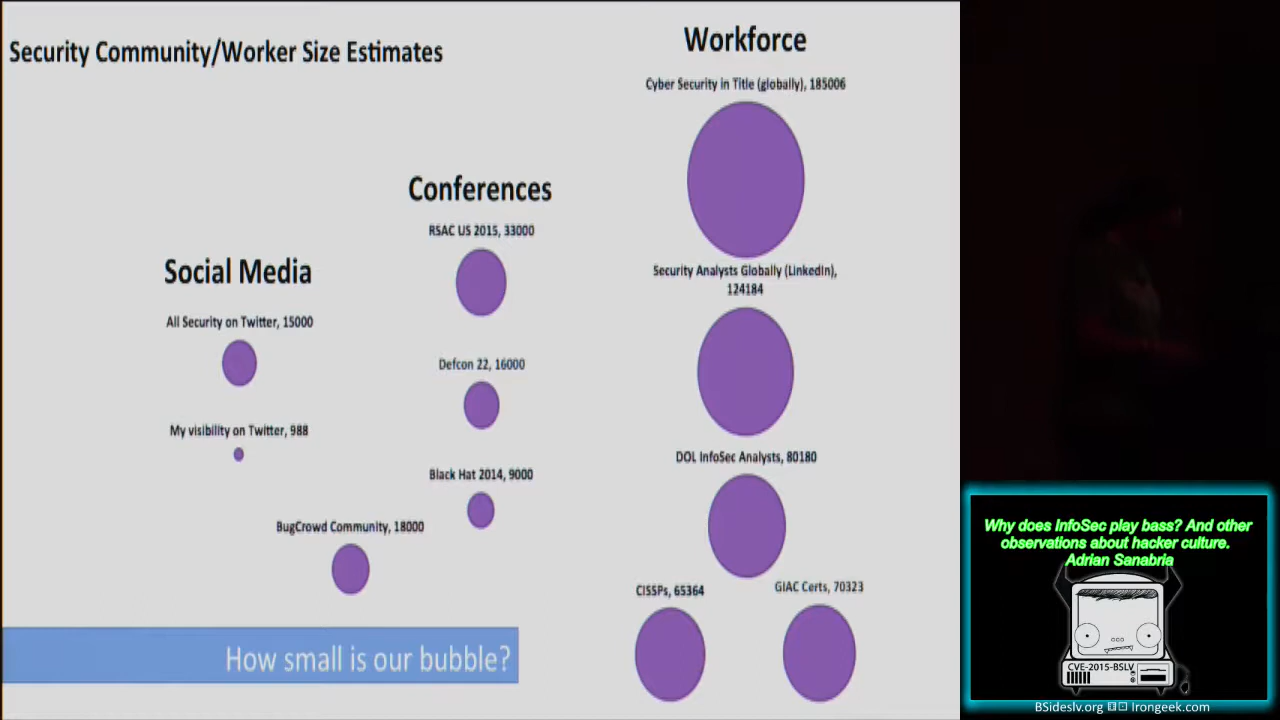 Security Community/Worker Size Estimates
Workforce
Cyber Security in Title (globally), 185006
Conferences
RSAC US 2015, 33000
Social Media
Security Analysts Globally (LinkedIn),
124184
All Security on Twitter, 15000
Defcon 22, 16000
My visibility on Twitter, 988
DOL InfoSec Analysts, 80180
Black Hat 2014, 9000
BugCrowd Community, 18000
CISSPs, 65364
GIAC Certs, 70323
How small is our bubble?
Why does InfoSec play bass? And other
observations about hacker culture.
Adrian Sanabria
CVE-2015-BSLV
BSideslv.org
Irongeek.com